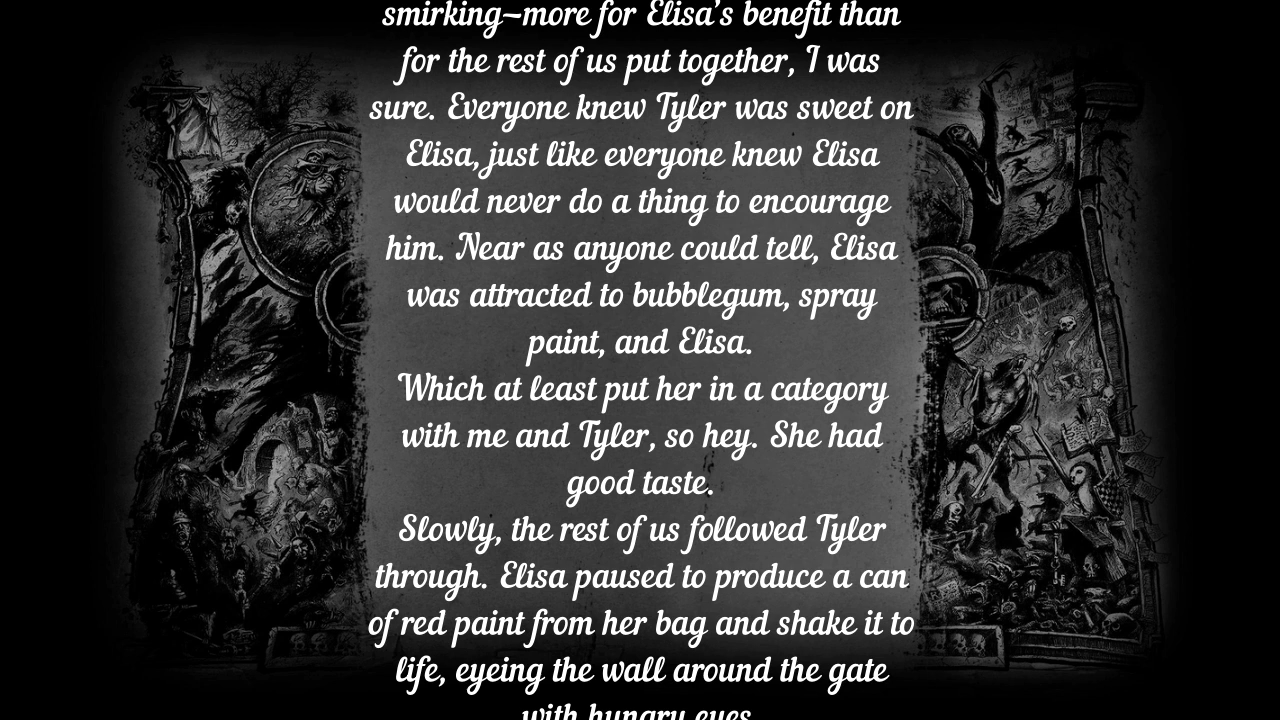 smirking—more for Elisa's benefit than
for the rest of us put together, I was
sure. Everyone knew Tyler was sweet on
Elisa, just like everyone knew Elisa
would never do a thing to encourage
him. Near as anyone could tell, Elisa
was attracted to bubblegum, spray
paint, and Elisa.
Which at least put her in a category
with me and Tyler, so hey. She had
good taste.
Slowly, the rest of us followed Tyler
through. Elisa paused to produce a can
of red paint from her bag and shake it to
life, eyeing the wall around the gate
with hungry eyes.